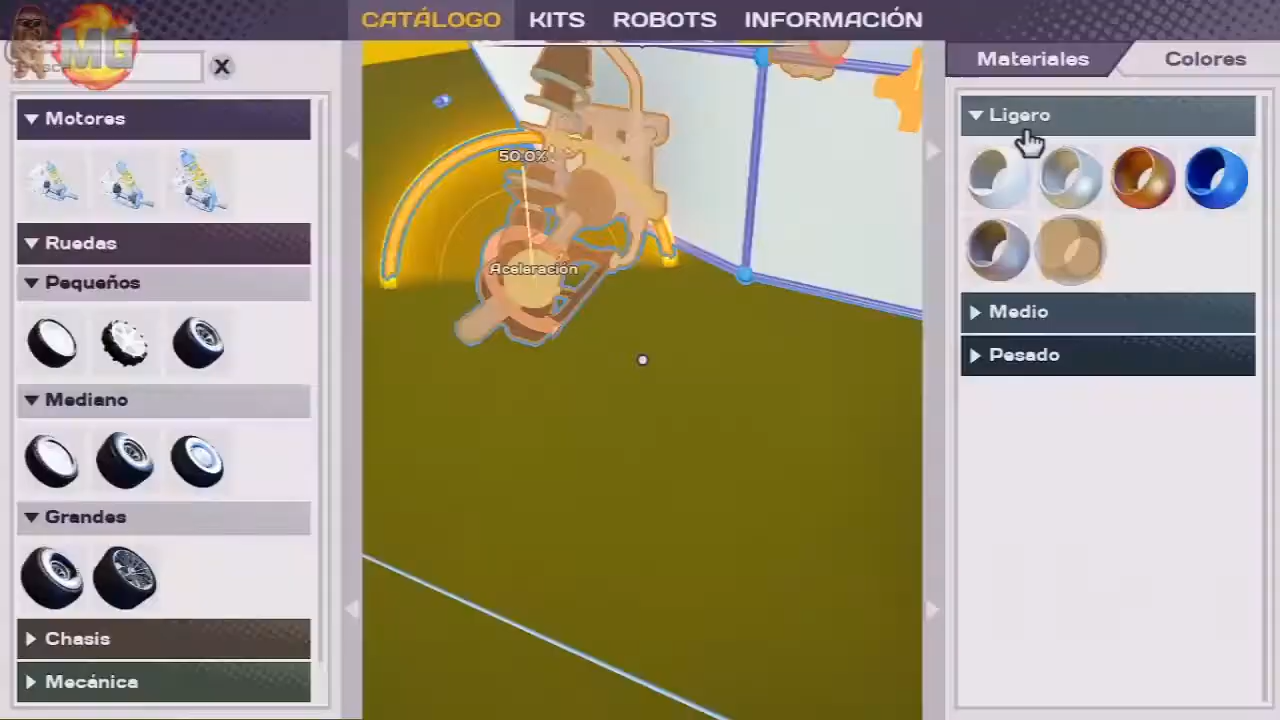 CATÁLOGO KITS ROBOTS INFORMACIÓN
MG
X
Motores
Ruedas
Pequeños
Mediano
Grandes
Chasis
Mecánica
50.0%
Aceleración
Materiales Colores
Ligero
Medio
Pesado